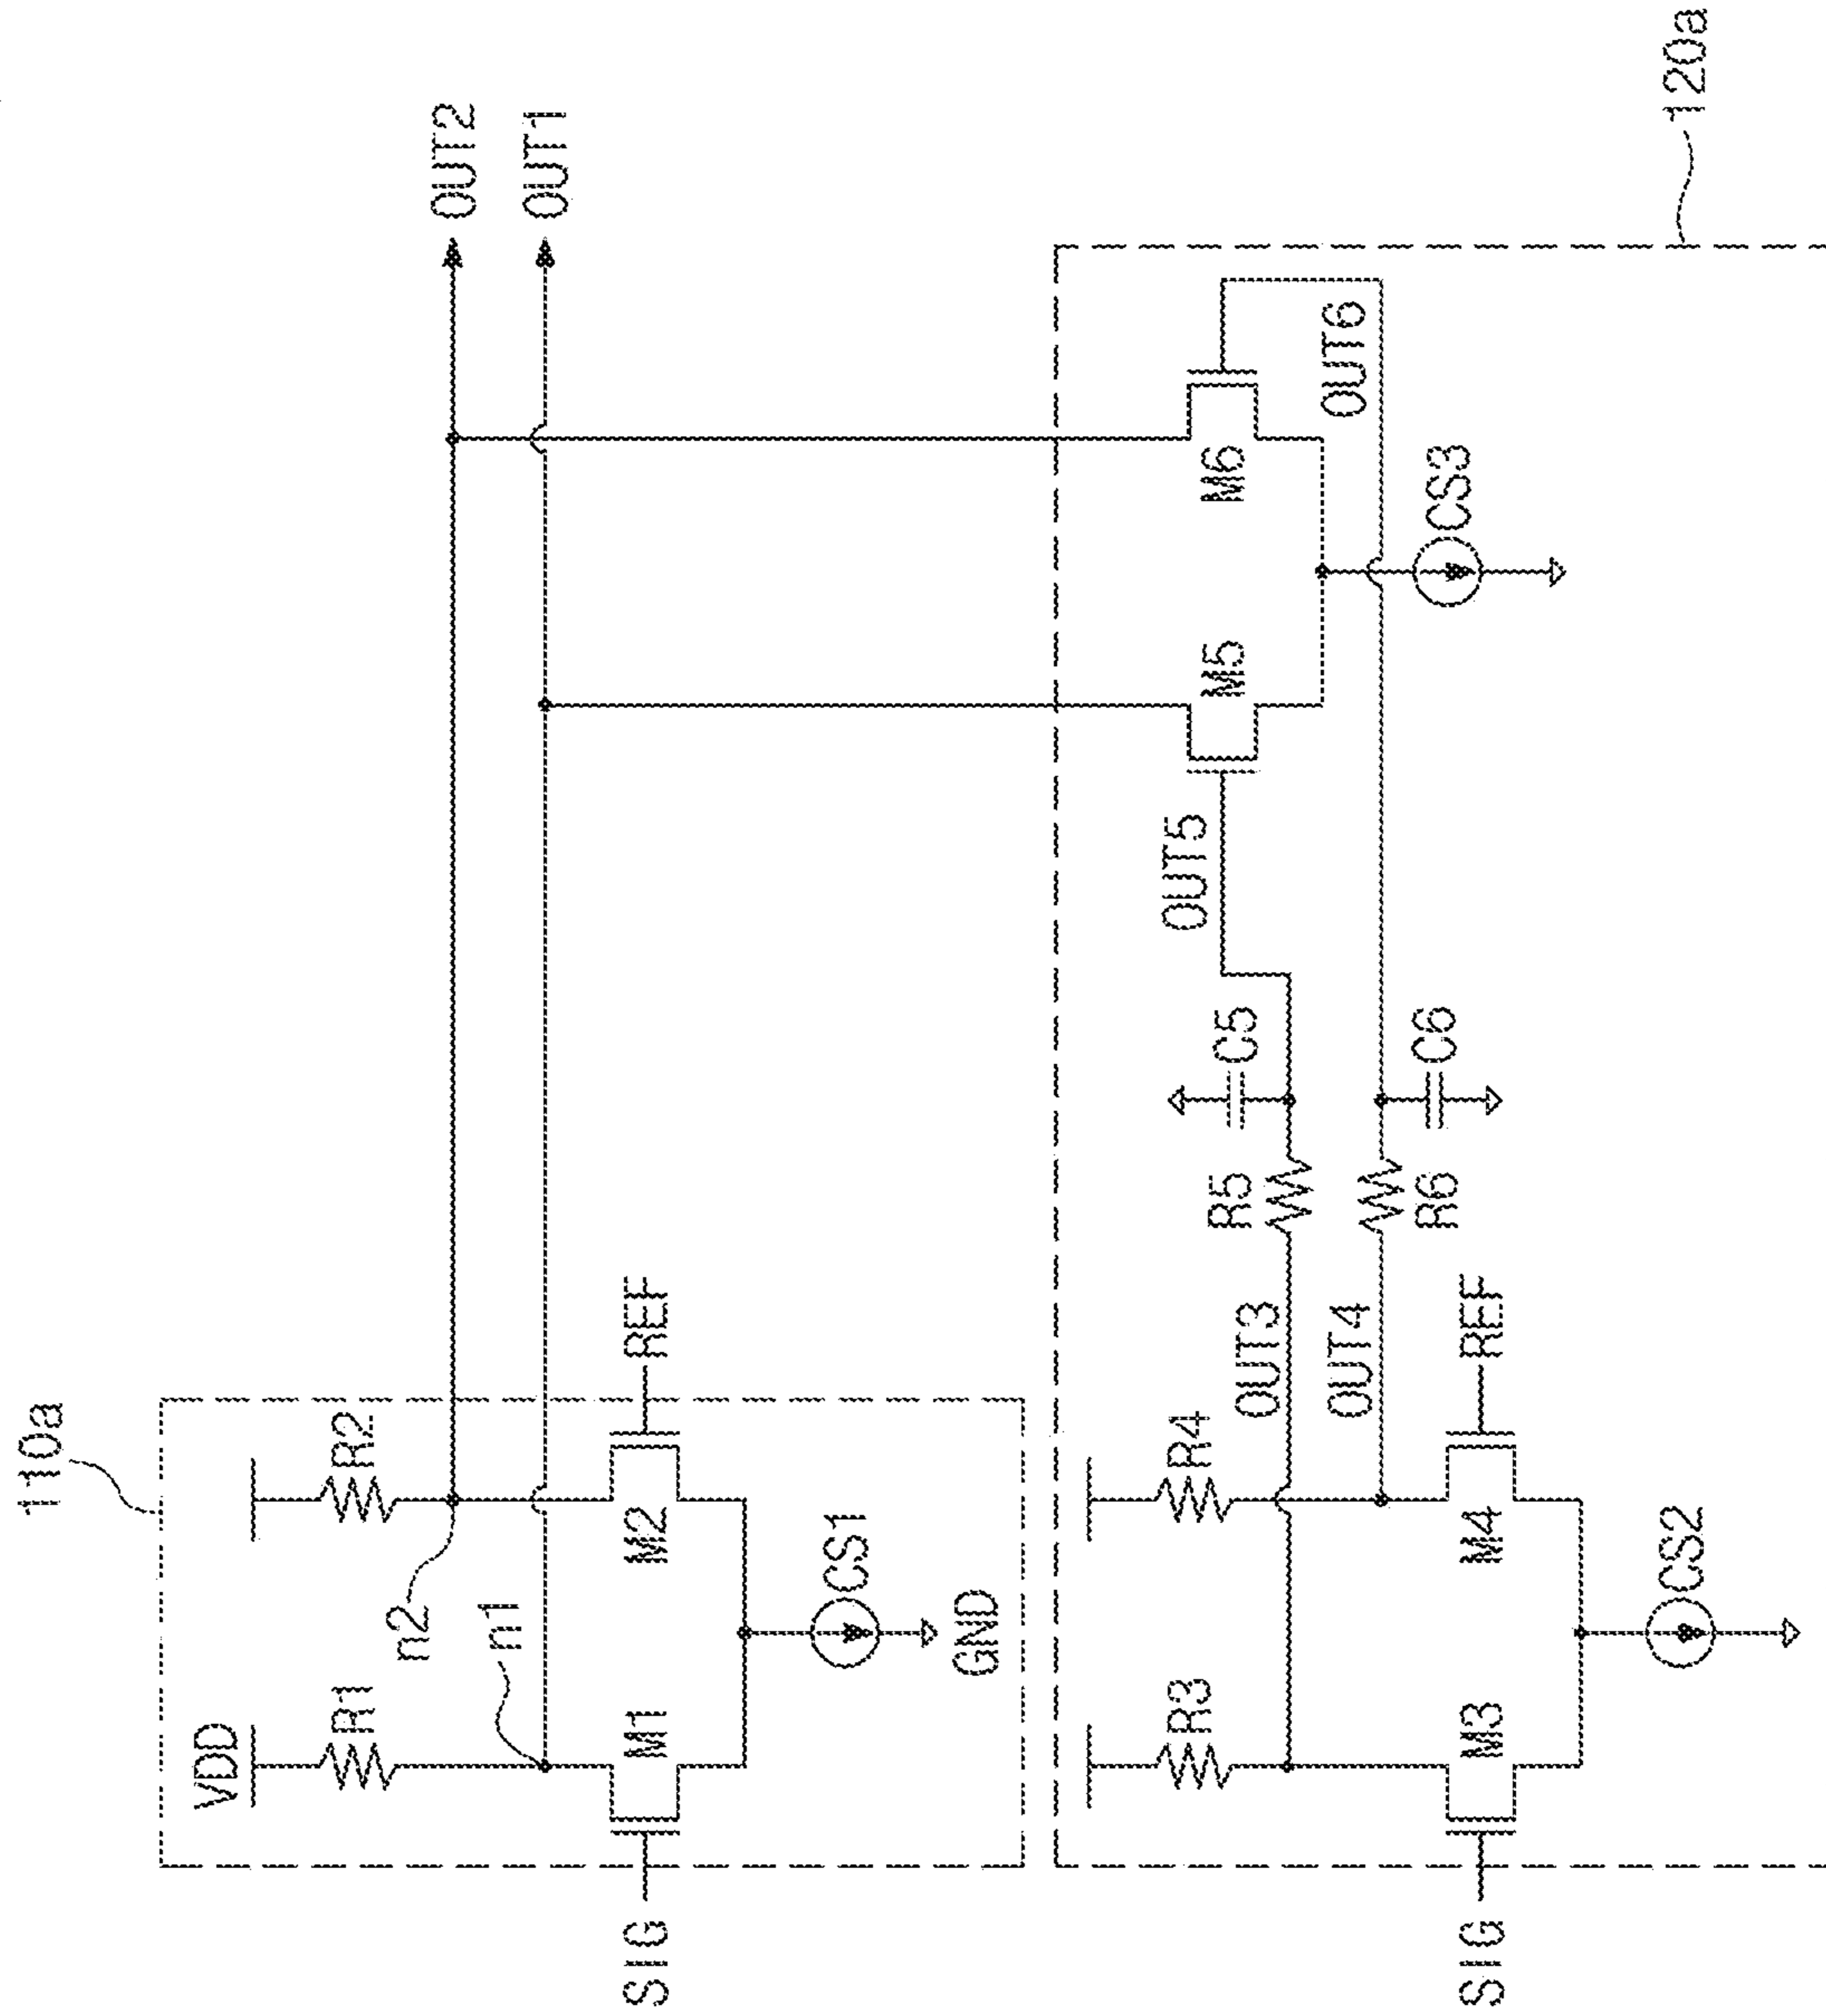 110a
VDD
R1
R2
n2
n1
OUT2
OUT1
SIG
M1
M2
REF
CS1
GND
R3
R4
OUT3
OUT4
R5
C5
R6
C6
OUT5
M5
M6
OUT6
CS3
SIG
M3
M4
REF
CS2
120a